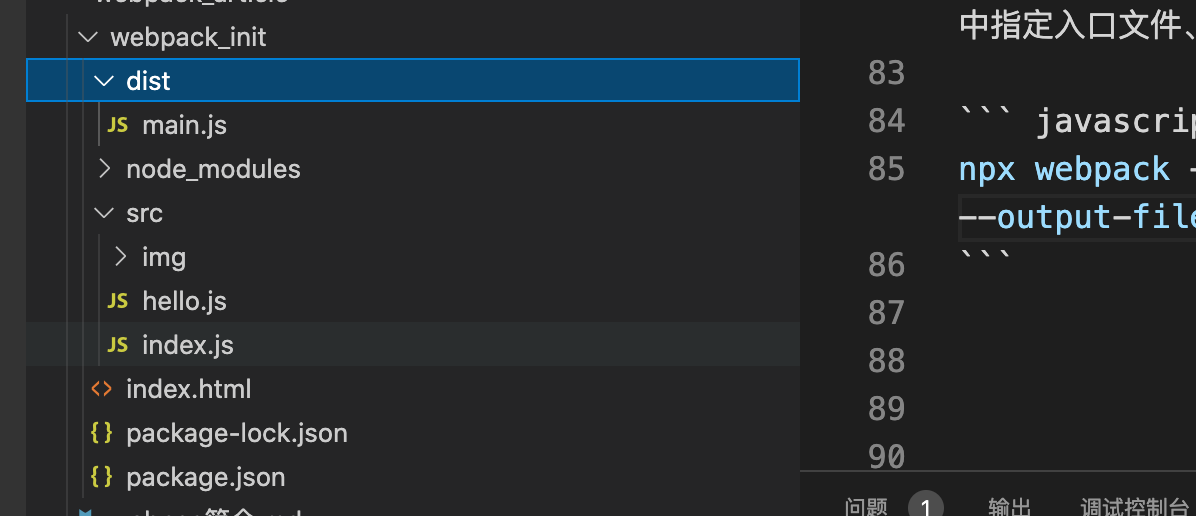 webpack_article
webpack_init
dist
JS main.js
node_modules
src
img
JS hello.js
JS index.js
<> index.html
{} package-lock.json
{} package.json
中指定入口文件、
83
84 ``` javascrip
85 npx webpack -
--output-file
86 ```
87
88
89
90
问题 1 输出 调试控制台